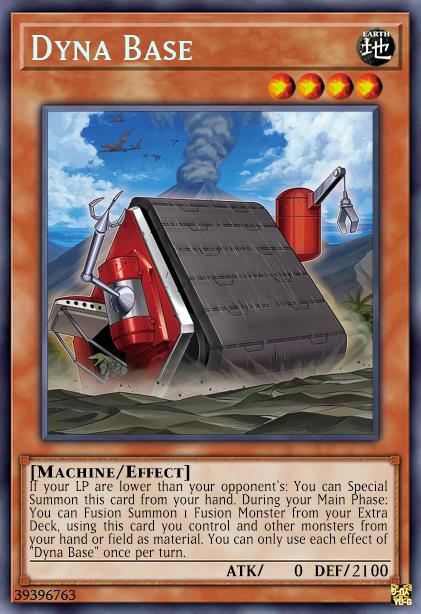 Dyna Base
EARTH
地
[Machine/Effect]
If your LP are lower than your opponent's: You can Special
Summon this card from your hand. During your Main Phase:
You can Fusion Summon 1 Fusion Monster from your Extra
Deck, using this card you control and other monsters from
your hand or field as material. You can only use each effect of
"Dyna Base" once per turn.
ATK/ 0 DEF/2100
39396763